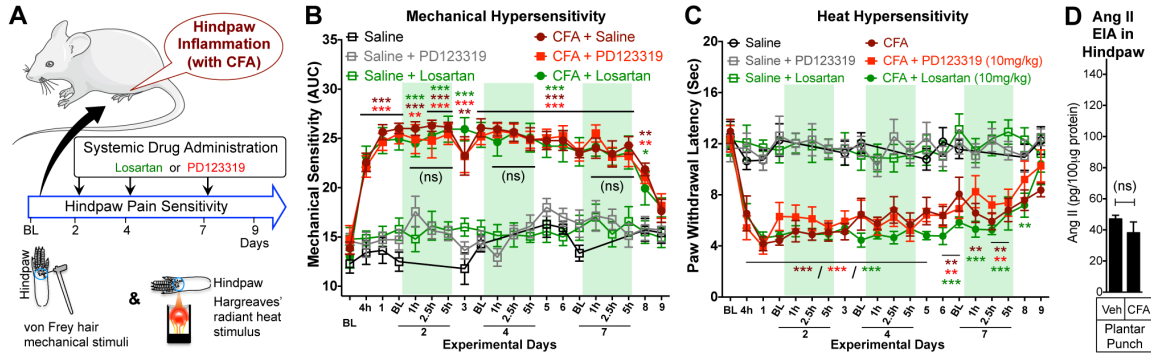 A
Hindpaw
Inflammation
(with CFA)
Systemic Drug Administration
Losartan or PD123319
Hindpaw Pain Sensitivity
BL 2 4 7 9
Days
Hindpaw
von Frey hair
mechanical stimuli
&
Hindpaw
Hargreaves'
radiant heat
stimulus
B
Mechanical Hypersensitivity
Saline
Saline + PD123319
Saline + Losartan
CFA + Saline
CFA + PD123319
CFA + Losartan
Mechanical Sensitivity (AUC)
35
30
25
20
15
10
***
***
***
***
**
***
***
***
***
***
**
***
***
***
**
**
*
(ns)
(ns)
(ns)
BL 4h 1 BL 1h 2.5h 5h 3 BL 1h 2.5h 5h 5 6 BL 1h 2.5h 5h 8 9
2 4 7
Experimental Days
C
Heat Hypersensitivity
Saline
Saline + PD123319
Saline + Losartan
CFA
CFA + PD123319 (10mg/kg)
CFA + Losartan (10mg/kg)
Paw Withdrawal Latency (Sec)
20
16
12
8
4
0
*** / *** / ***
**
**
***
**
***
**
**
***
**
BL 4h 1 BL 1h 2.5h 5h 3 BL 1h 2.5h 5h 5 6 BL 1h 2.5h 5h 8 9
2 4 7
Experimental Days
D
Ang II
EIA in
Hindpaw
Ang II (pg/100ug protein)
140
120
100
80
60
40
20
0
(ns)
Veh CFA
Plantar
Punch